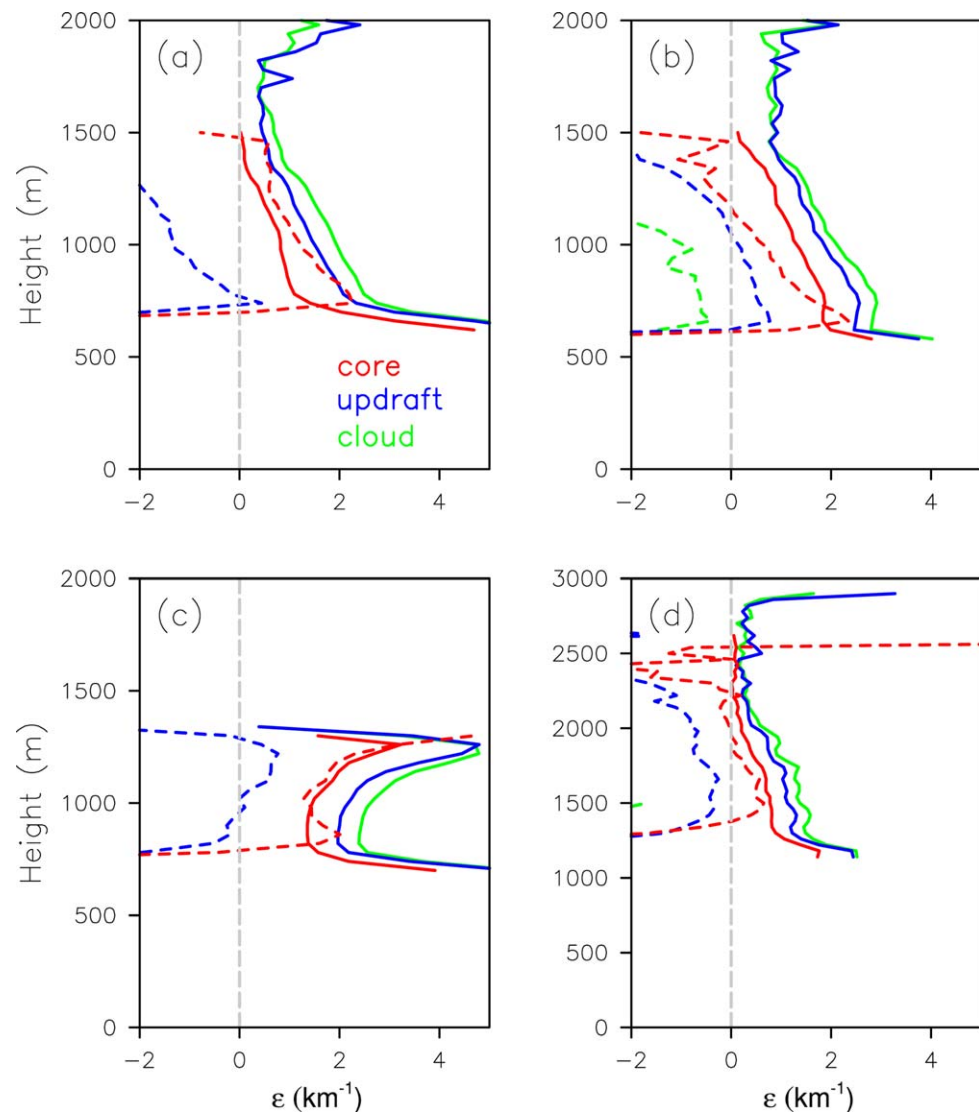 2000 2000
(a) (b)
1500 1500
Height (m)
1000 1000
500 500
core
updraft
cloud
0 0
−2 0 2 4 −2 0 2 4
2000 3000
(c) (d)
2500
1500
2000
Height (m)
1000 1500
1000
500
500
0 0
−2 0 2 4 −2 0 2 4
ε (km⁻¹) ε (km⁻¹)